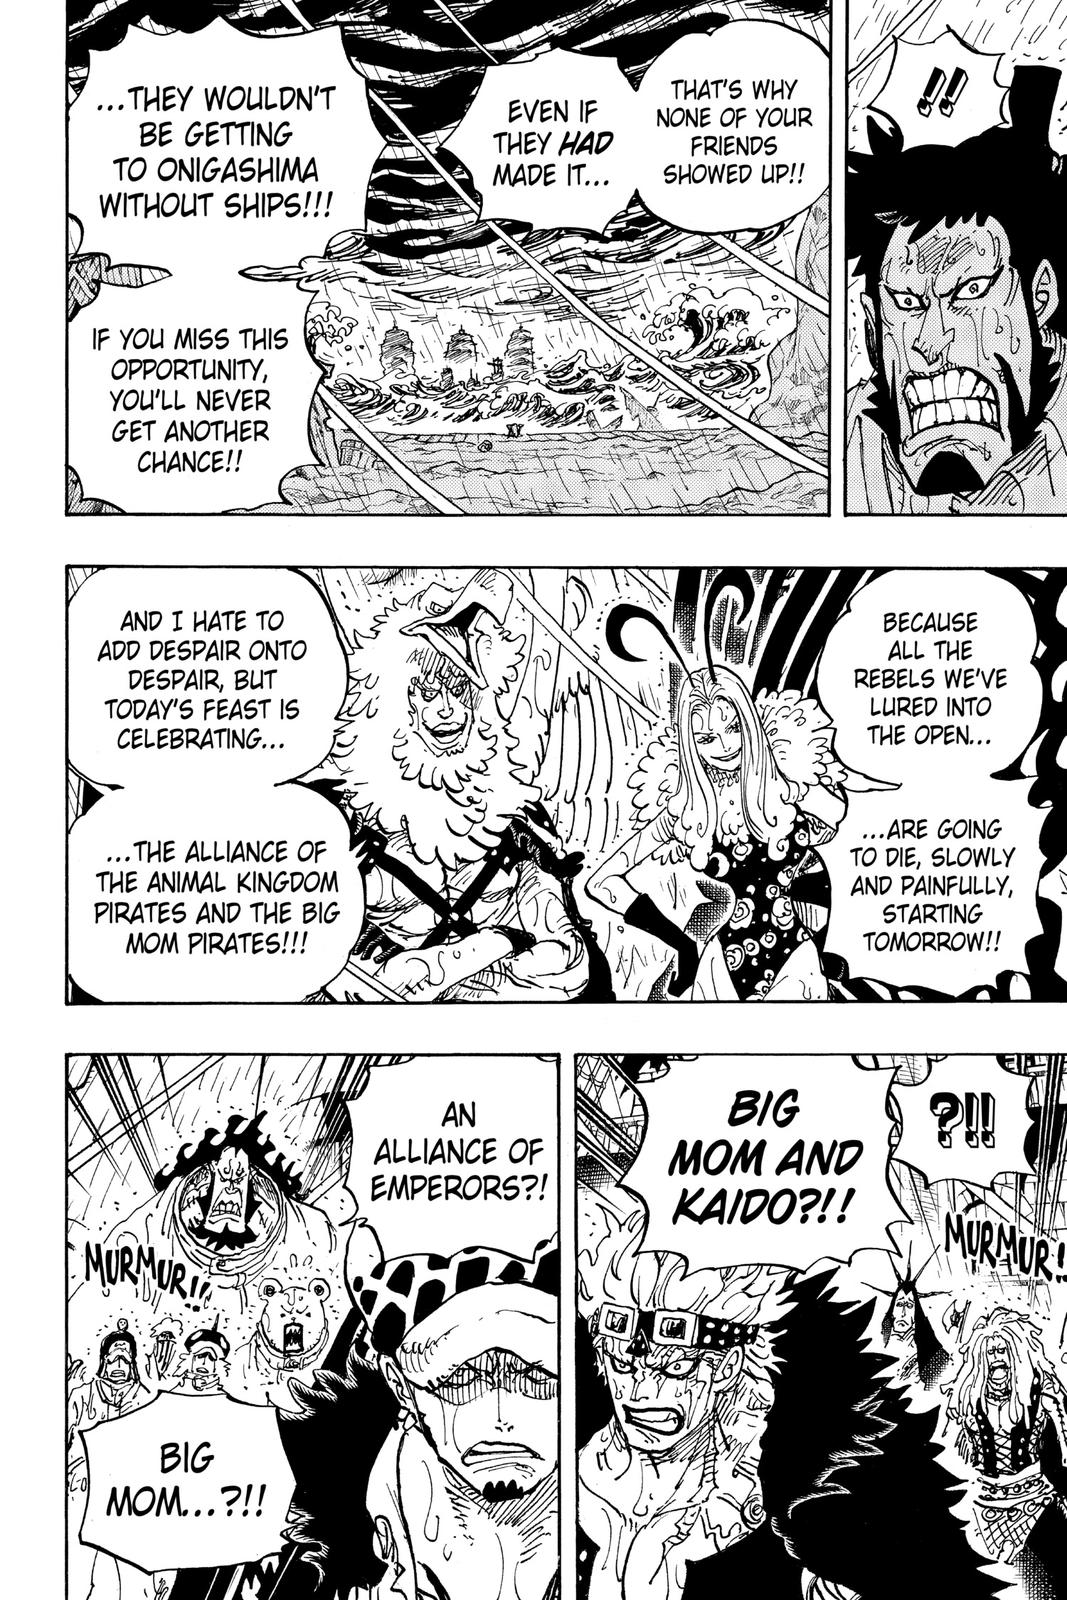 !!
THAT'S WHY
NONE OF YOUR
FRIENDS
SHOWED UP!!
EVEN IF
THEY HAD
MADE IT...
...THEY WOULDN'T
BE GETTING
TO ONIGASHIMA
WITHOUT SHIPS!!!
IF YOU MISS THIS
OPPORTUNITY,
YOU'LL NEVER
GET ANOTHER
CHANCE!!
BECAUSE
ALL THE
REBELS WE'VE
LURED INTO
THE OPEN...
...ARE GOING
TO DIE, SLOWLY
AND PAINFULLY,
STARTING
TOMORROW!!
AND I HATE TO
ADD DESPAIR ONTO
DESPAIR, BUT
TODAY'S FEAST IS
CELEBRATING...
...THE ALLIANCE OF
THE ANIMAL KINGDOM
PIRATES AND THE BIG
MOM PIRATES!!!
?!!
BIG
MOM AND
KAIDO?!!
MURMUR!
AN
ALLIANCE OF
EMPERORS?!
MURMUR!!
BIG
MOM...?!!